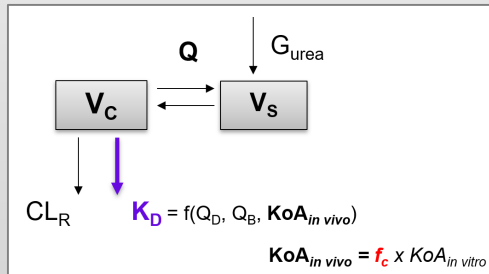 Q
G_urea
V_C
V_S
CL_R
K_D = f(Q_D, Q_B, KoA_in vivo)
KoA_in vivo = f_c x KoA_in vitro